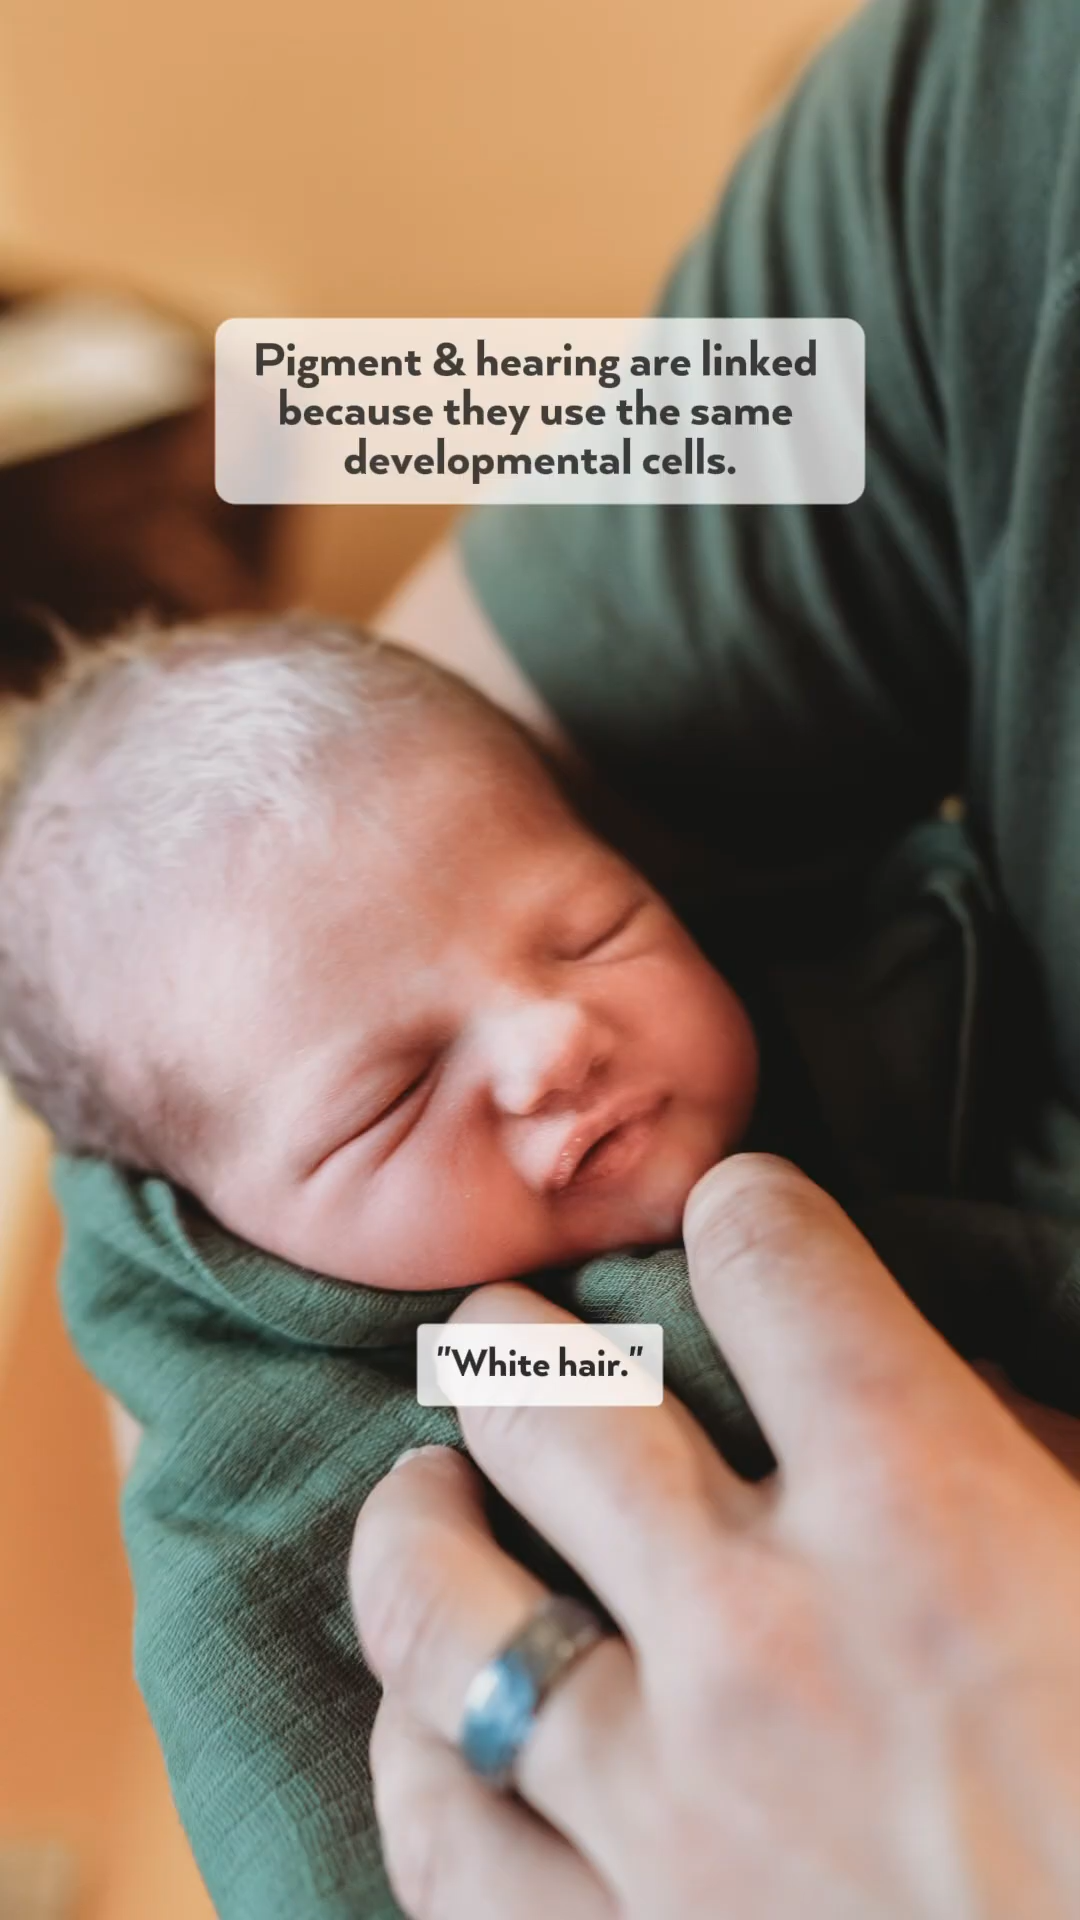 Pigment & hearing are linked
because they use the same
developmental cells.
"White hair."